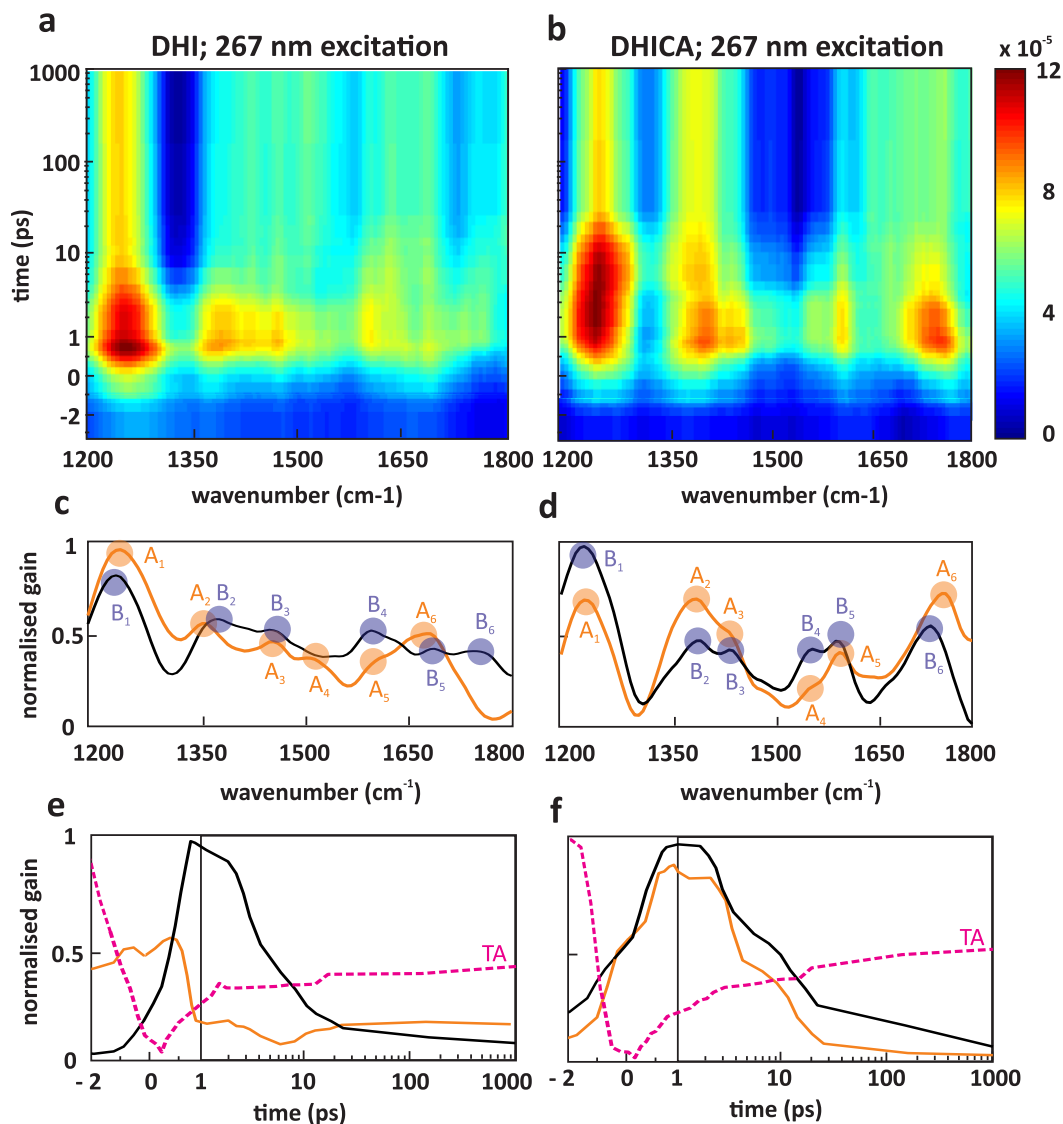 a
b
DHI; 267 nm excitation
DHICA; 267 nm excitation
x 10-5
time (ps)
1000
100
10
1
0
-2
12
8
4
0
1200 1350 1500 1650 1800
1200 1350 1500 1650 1800
wavenumber (cm-1)
wavenumber (cm-1)
c
d
normalised gain
1
0.5
0
A1
B1
A2
B2
B3
A3
A4
B4
A5
A6
B5
B6
B1
A1
A2
A3
B2
B3
B4
B5
A4
A5
A6
B6
1200 1350 1500 1650 1800
1200 1350 1500 1650 1800
wavenumber (cm-1)
wavenumber (cm-1)
e
f
normalised gain
1
0.5
0
TA
TA
- 2 0 1 10 100 1000
- 2 0 1 10 100 1000
time (ps)
time (ps)